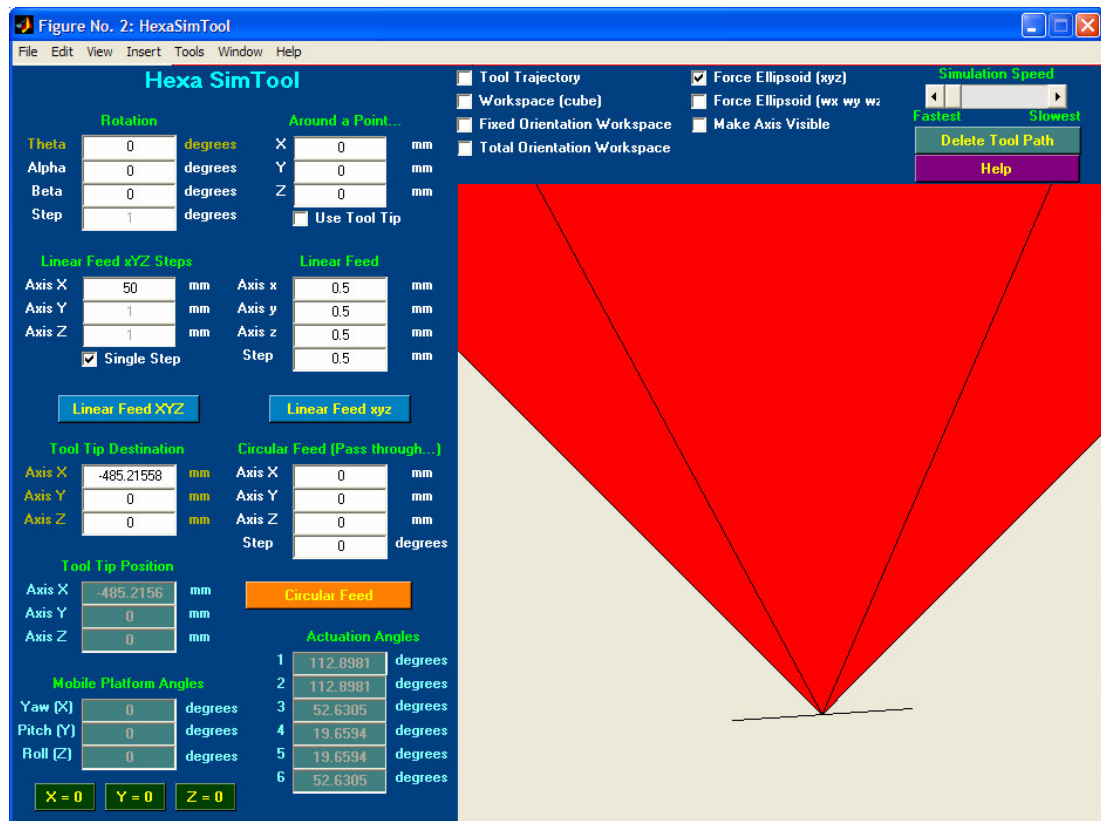 Figure No. 2: HexaSimTool
File Edit View Insert Tools Window Help
Hexa SimTool
Rotation
Theta 0 degrees
Alpha 0 degrees
Beta 0 degrees
Step 1 degrees
Around a Point...
X 0 mm
Y 0 mm
Z 0 mm
Use Tool Tip
Linear Feed xYZ Steps
Axis X 50 mm
Axis Y 1 mm
Axis Z 1 mm
Single Step
Linear Feed XYZ
Linear Feed
Axis x 0.5 mm
Axis y 0.5 mm
Axis z 0.5 mm
Step 0.5 mm
Linear Feed xyz
Tool Tip Destination
Axis X -485.21558 mm
Axis Y 0 mm
Axis Z 0 mm
Circular Feed (Pass through...)
Axis X 0 mm
Axis Y 0 mm
Axis Z 0 mm
Step 0 degrees
Circular Feed
Tool Tip Position
Axis X -485.2156 mm
Axis Y 0 mm
Axis Z 0 mm
Mobile Platform Angles
Yaw (X) 0 degrees
Pitch (Y) 0 degrees
Roll (Z) 0 degrees
X = 0 Y = 0 Z = 0
Actuation Angles
1 112.8981 degrees
2 112.8981 degrees
3 52.6305 degrees
4 19.6594 degrees
5 19.6594 degrees
6 52.6305 degrees
Tool Trajectory
Workspace (cube)
Fixed Orientation Workspace
Total Orientation Workspace
Force Ellipsoid (xyz)
Force Ellipsoid (wx wy wz
Make Axis Visible
Simulation Speed
Fastest Slowest
Delete Tool Path
Help